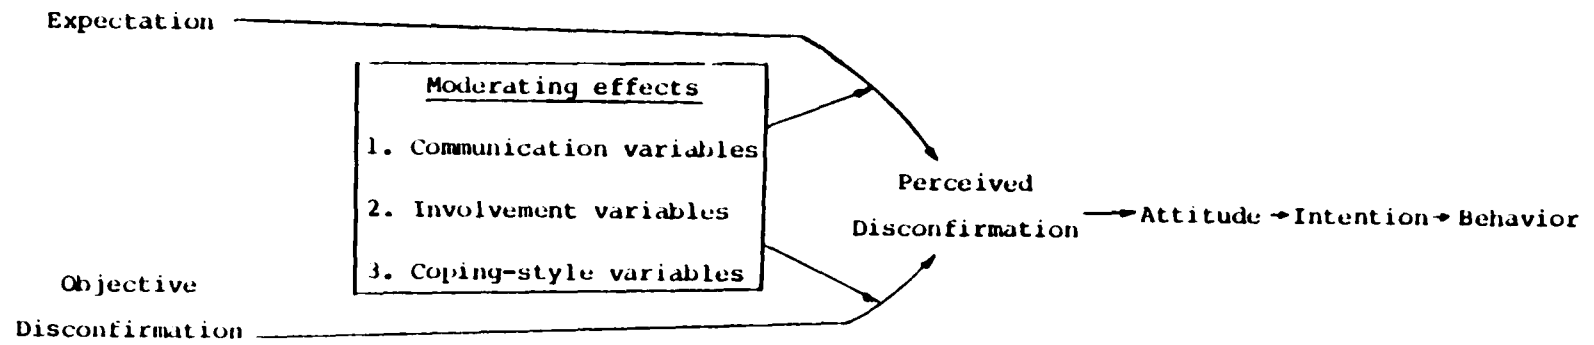 Expectation
Moderating effects
1. Communication variables
2. Involvement variables
3. Coping-style variables
Objective
Disconfirmation
Perceived
Disconfirmation
Attitude
Intention
Behavior